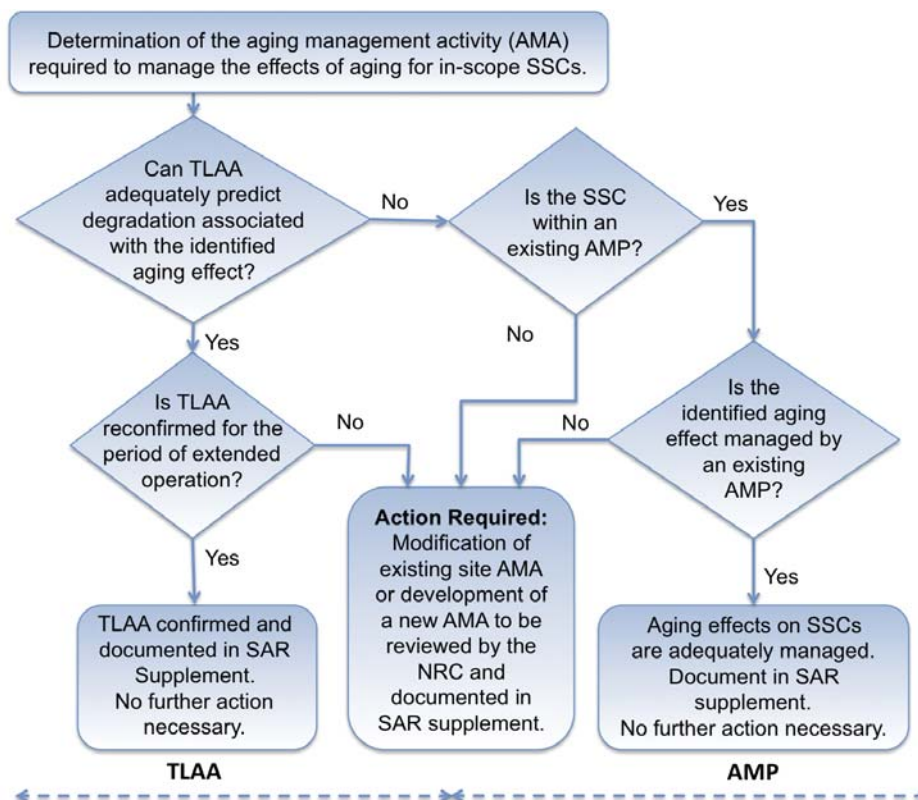 Determination of the aging management activity (AMA)
required to manage the effects of aging for in-scope SSCs.
Can TLAA
adequately predict
degradation associated
with the identified
aging effect?
No
Is the SSC
within an
existing AMP?
Yes
No
Yes
Is TLAA
reconfirmed for the
period of extended
operation?
No
Is the
identified aging
effect managed by
an existing
AMP?
No
Yes
Action Required:
Modification of
existing site AMA
or development of
a new AMA to be
reviewed by the
NRC and
documented in
SAR supplement.
Yes
TLAA confirmed and
documented in SAR
Supplement.
No further action
necessary.
Aging effects on SSCs
are adequately managed.
Document in SAR
supplement.
No further action necessary.
TLAA
AMP